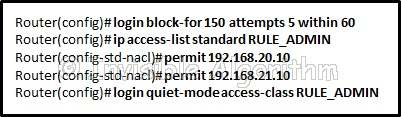 Router(config)# login block-for 150 attempts 5 within 60
Router(config)# ip access-list standard RULE_ADMIN
Router(config-std-nacl)# permit 192.168.20.10
Router(config-std-nacl)# permit 192.168.21.10
© Invisible Algorithm
Router(config)# login quiet-mode access-class RULE_ADMIN